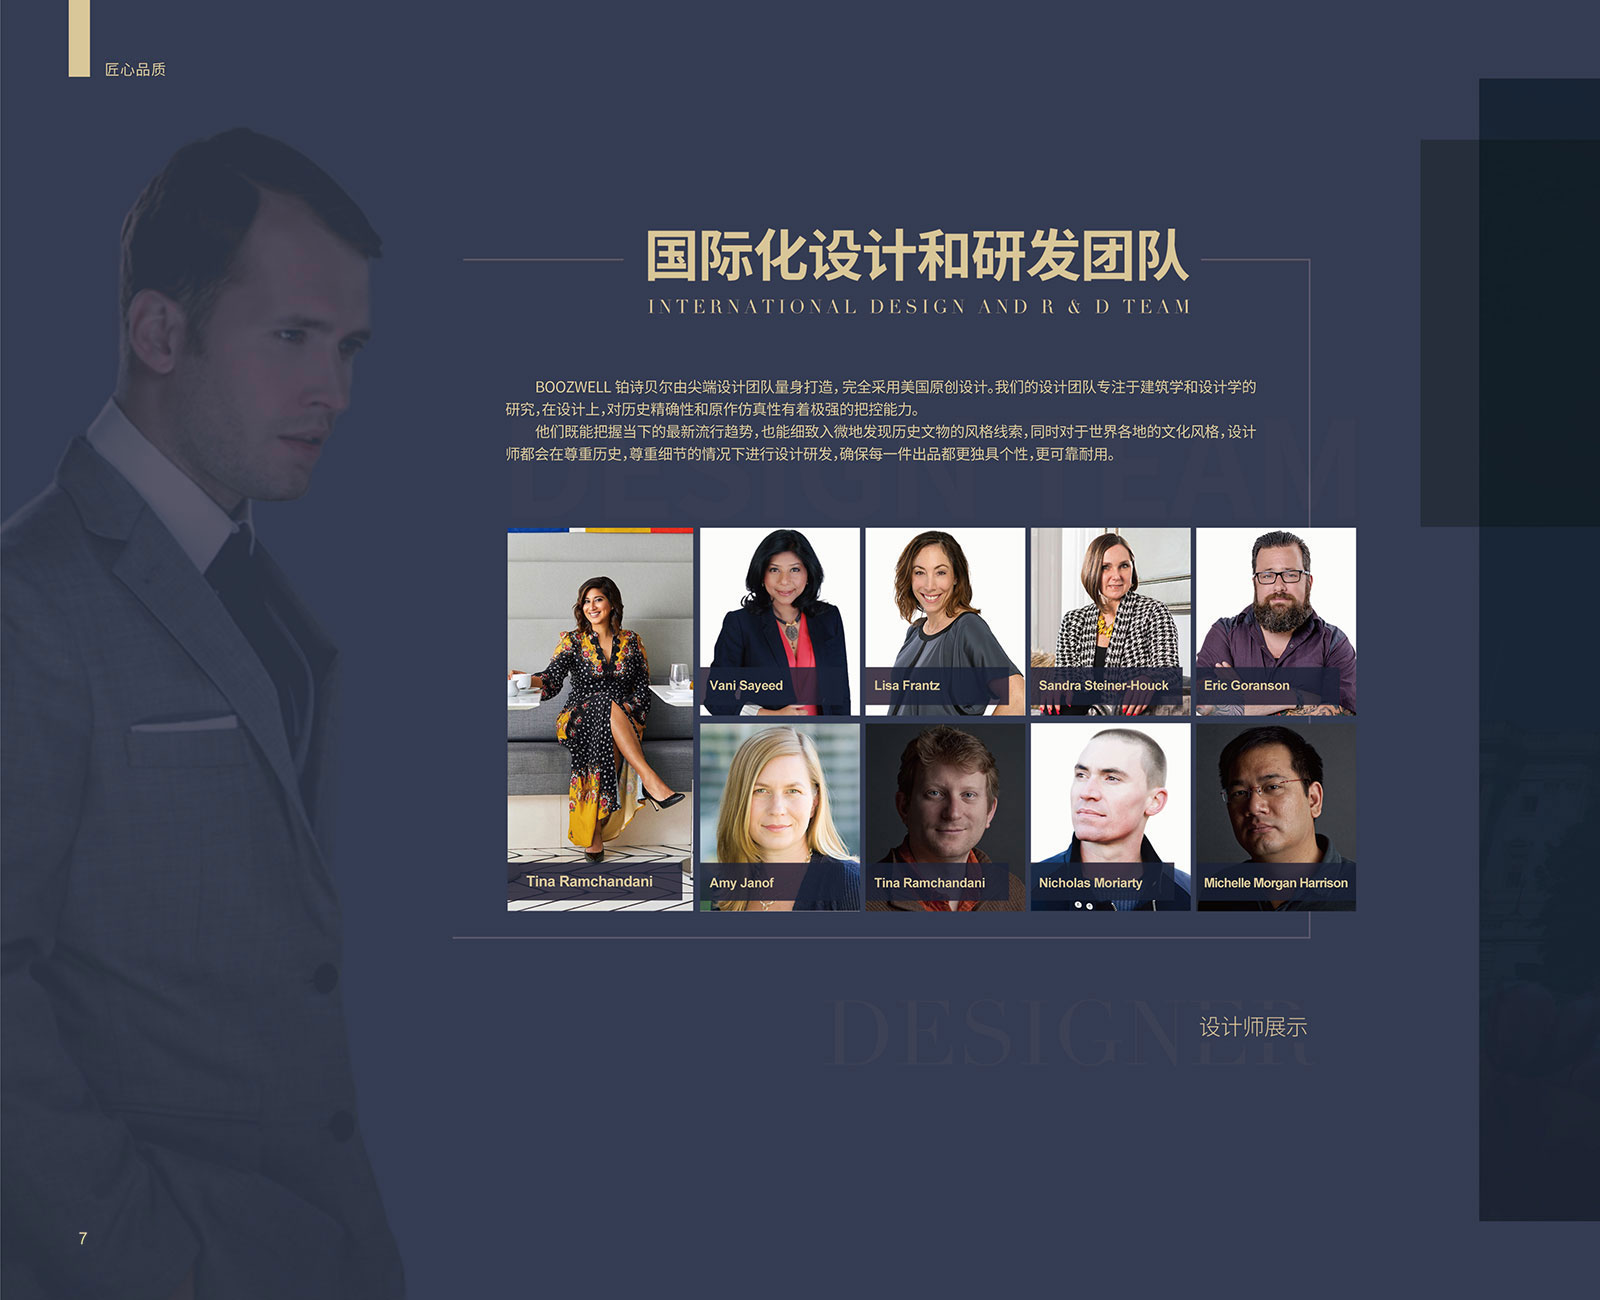 匠心品质
国际化设计和研发团队
INTERNATIONAL DESIGN AND R & D TEAM
BOOZWELL 铂诗贝尔由尖端设计团队量身打造，完全采用美国原创设计。我们的设计团队专注于建筑学和设计学的
研究，在设计上，对历史精确性和原作仿真性有着极强的把控能力。
他们既能把握当下的最新流行趋势，也能细致入微地发现历史文物的风格线索，同时对于世界各地的文化风格，设计
师都会在尊重历史，尊重细节的情况下进行设计研发，确保每一件出品都更独具个性，更可靠耐用。
DESIGN TEAM
Vani Sayeed
Lisa Frantz
Sandra Steiner-Houck
Eric Goranson
Tina Ramchandani
Amy Janof
Tina Ramchandani
Nicholas Moriarty
Michelle Morgan Harrison
DESIGNER
设计师展示
7